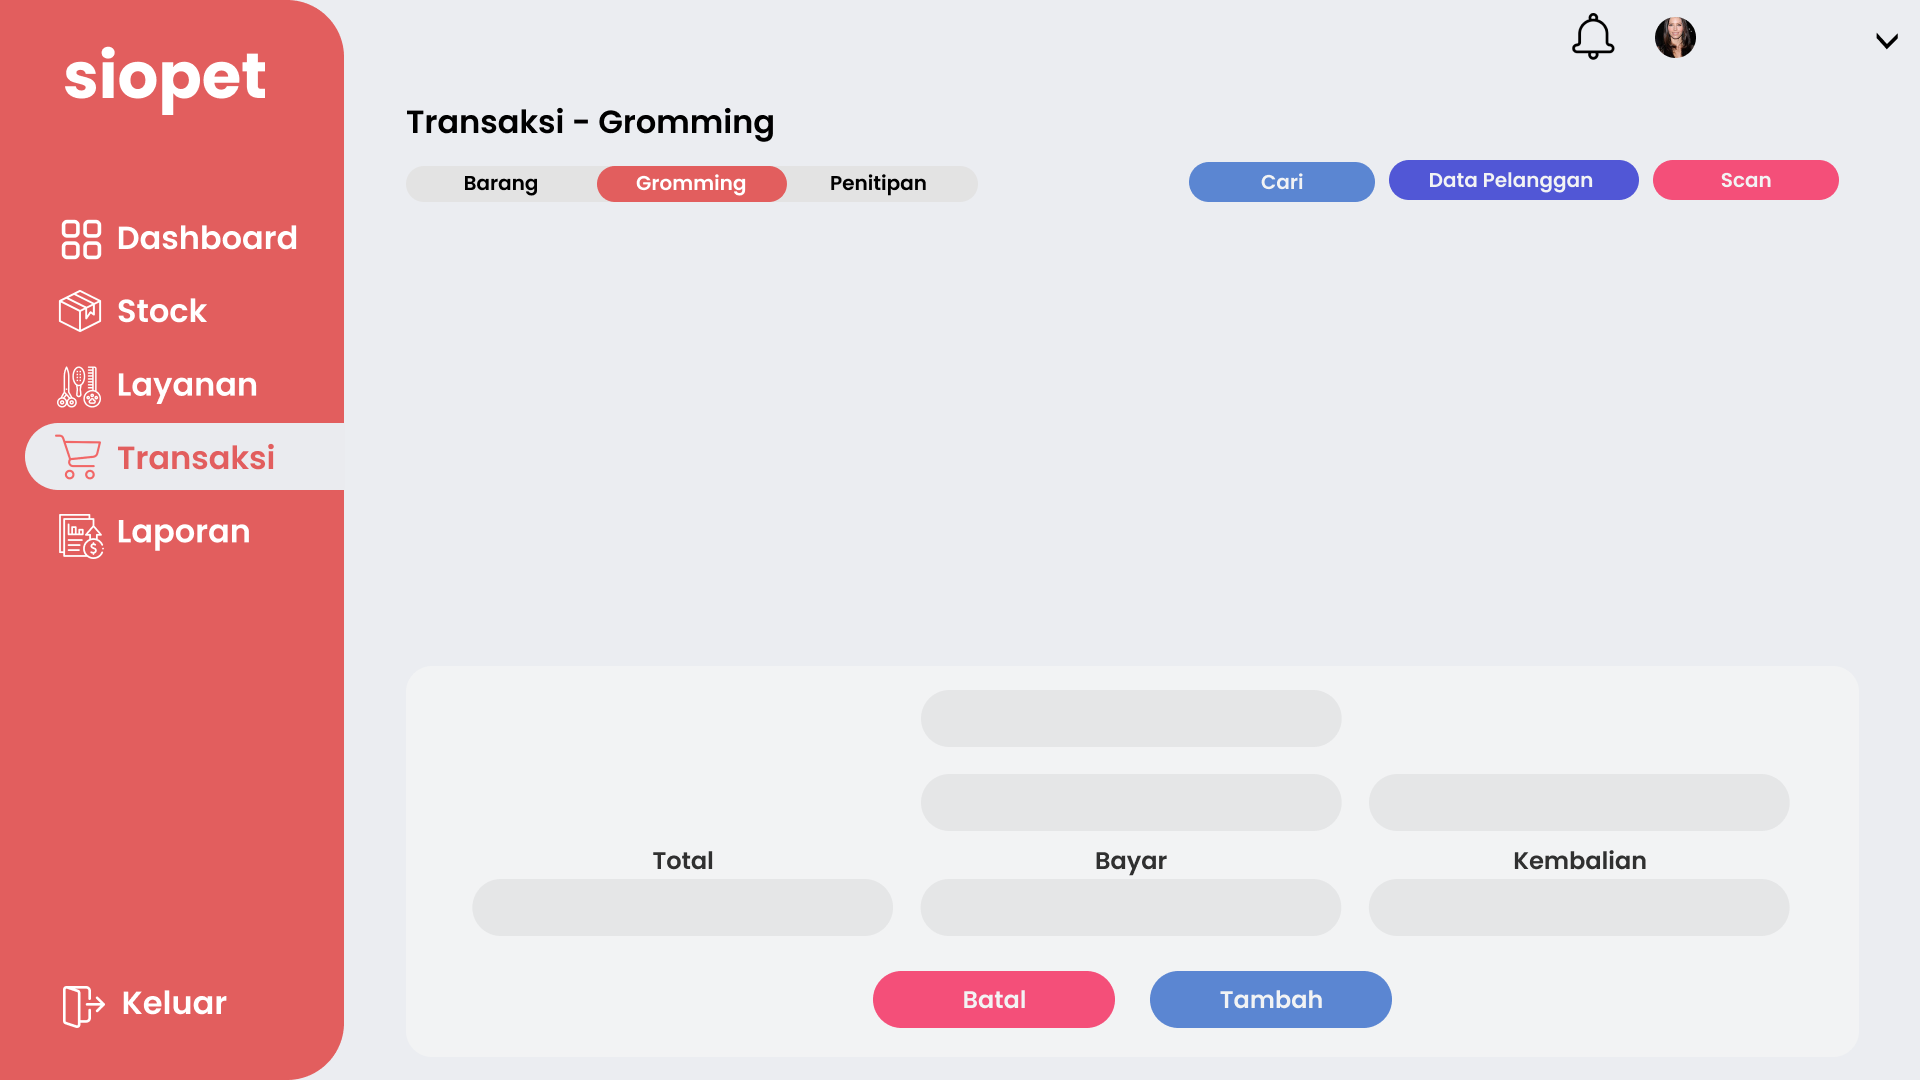 siopet
Dashboard
Stock
Layanan
Transaksi
Laporan
Keluar
Transaksi - Gromming
Barang Gromming Penitipan
Cari Data Pelanggan Scan
Total Bayar Kembalian
Batal Tambah